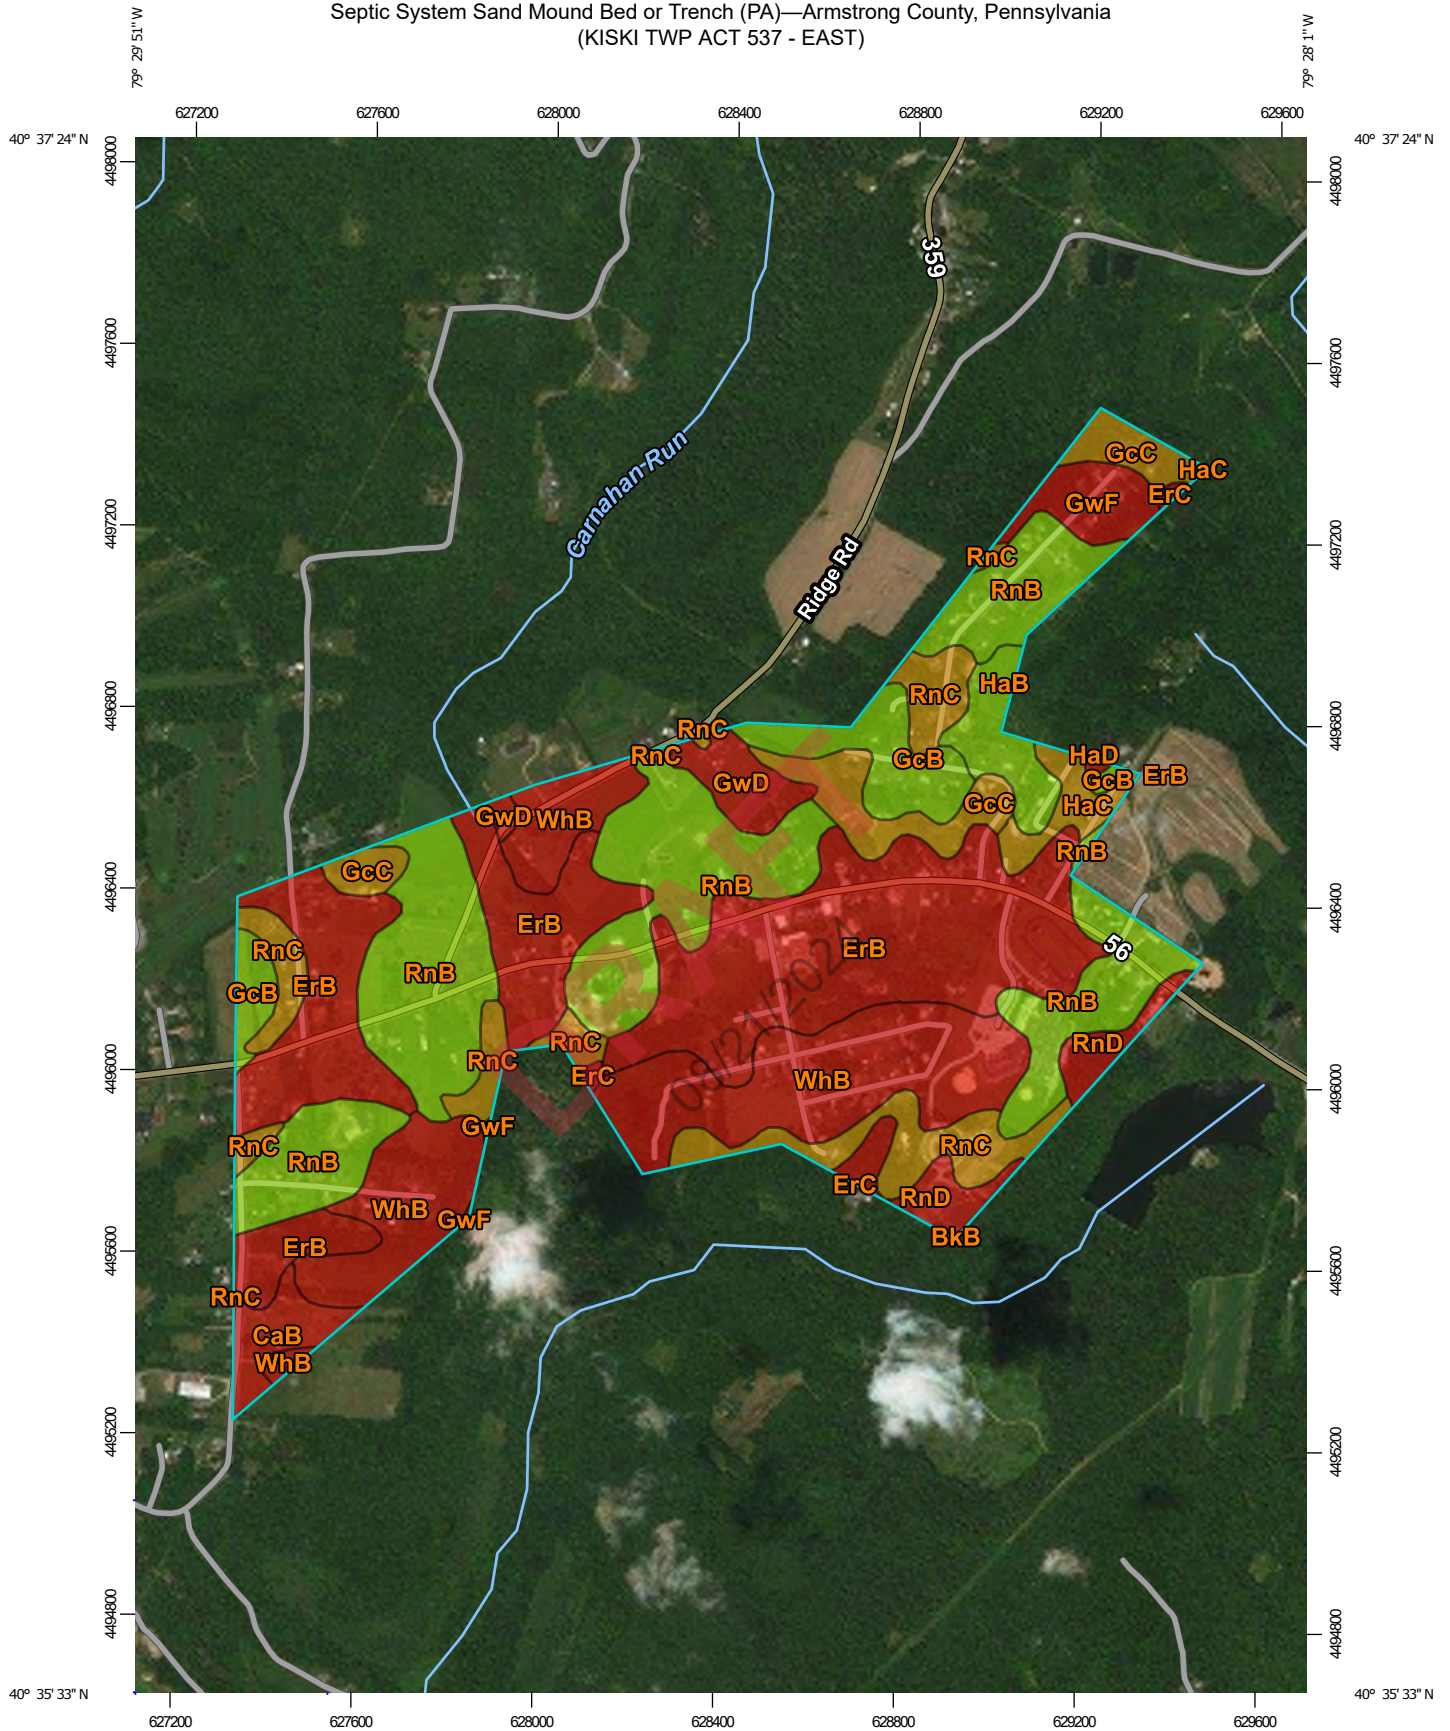 Septic System Sand Mound Bed or Trench (PA)—Armstrong County, Pennsylvania
(KISKI TWP ACT 537 - EAST)
79° 29' 51'' W
79° 28' 1'' W
627200
627600
628000
628400
628800
629200
629600
40° 37' 24'' N
40° 37' 24'' N
4498000
4498000
359
4497600
4497600
Carnahan Run
GcC
HaC
ErC
GwF
4497200
4497200
RnC
RnB
Ridge Rd
HaB
RnC
4496800
4496800
RnC
RnC
HaD
GcB
ErB
GwD
GcB
GcC
HaC
GwD
WhB
RnB
GcC
RnB
4496400
4496400
ErB
ErB
56
RnC
RnB
ErB
GcB
RnB
RnC
RnD
RnC
ErC
WhB
08/21/2024
DRAFT
4496000
4496000
GwF
RnC
RnB
RnC
ErC
RnD
WhB
GwF
BkB
ErB
4495600
4495600
RnC
CaB
WhB
4495200
4495200
4494800
4494800
40° 35' 33'' N
40° 35' 33'' N
627200
627600
628000
628400
628800
629200
629600